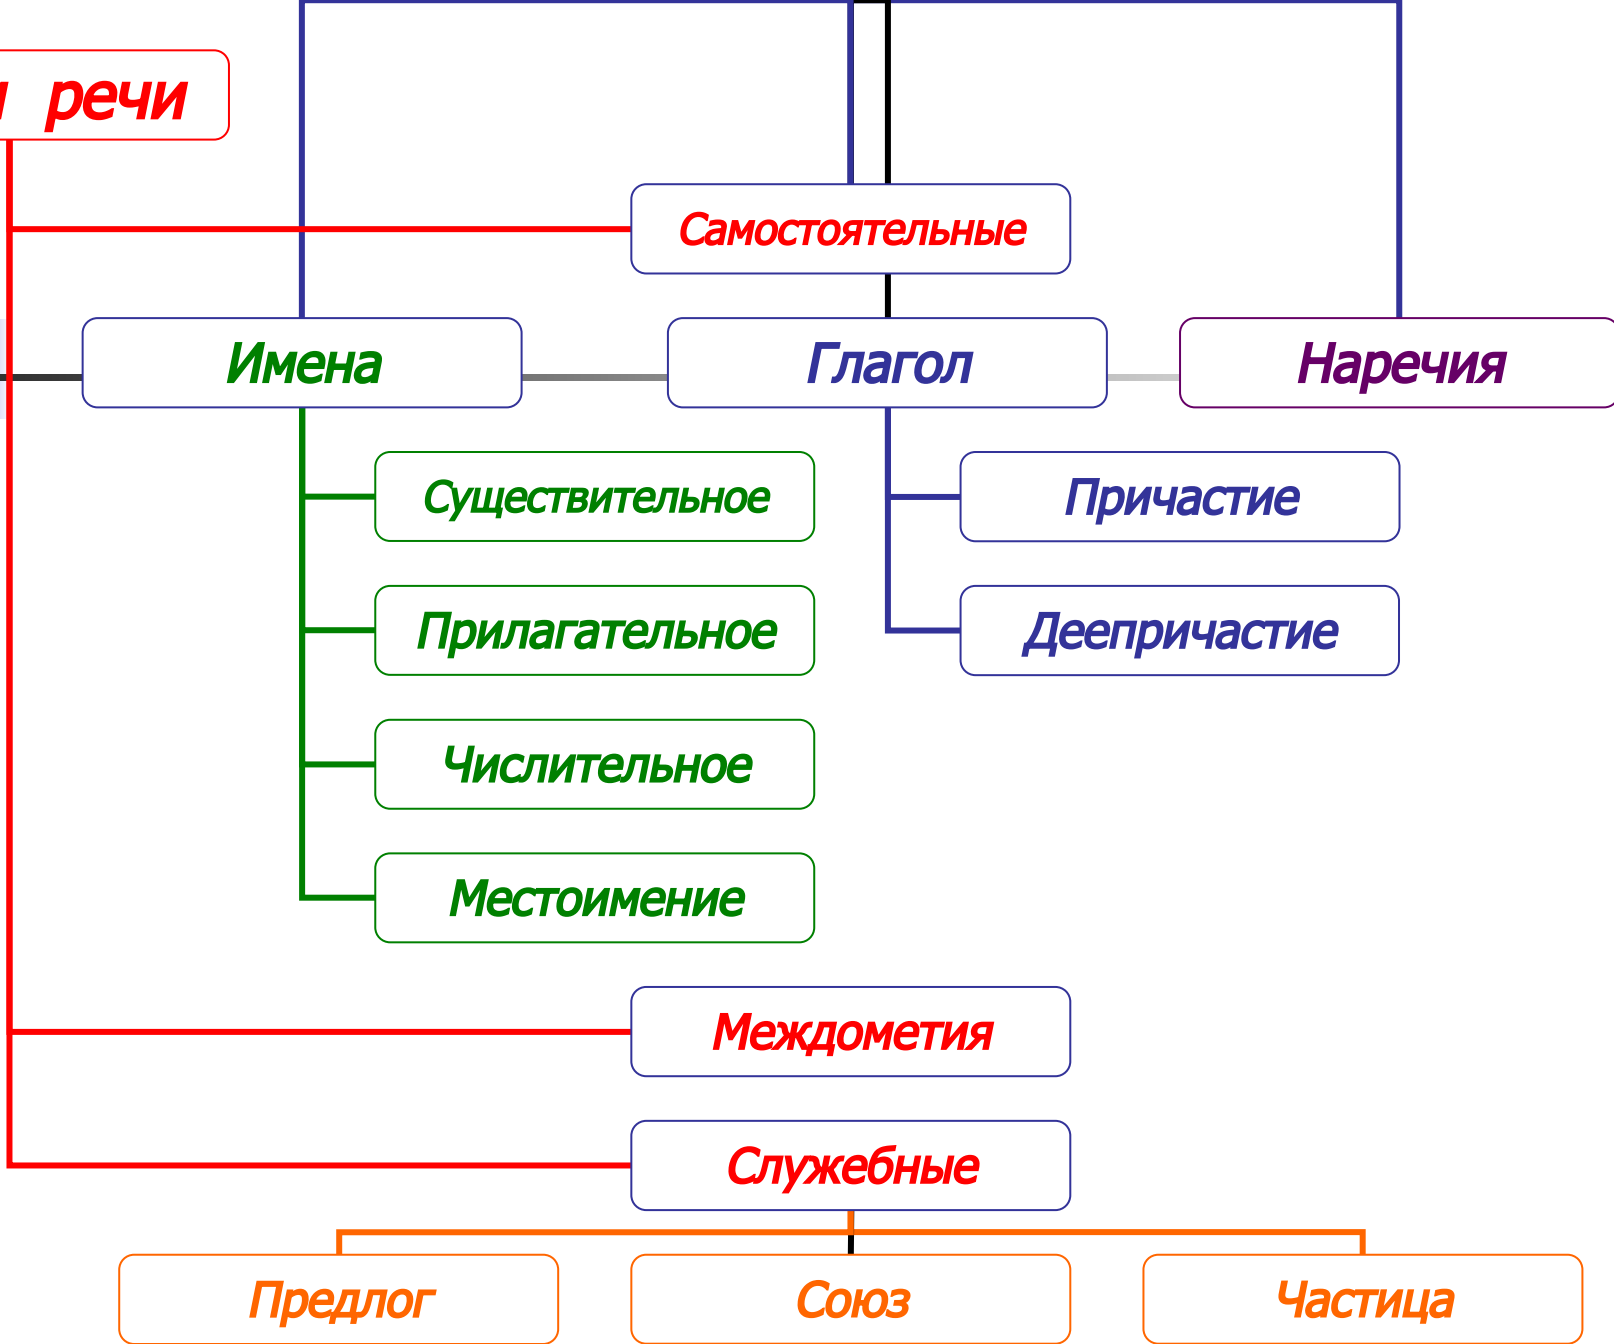 речи
Самостоятельные
Имена
Глагол
Наречия
Существительное
Причастие
Прилагательное
Деепричастие
Числительное
Местоимение
Междометия
Служебные
Предлог
Союз
Частица